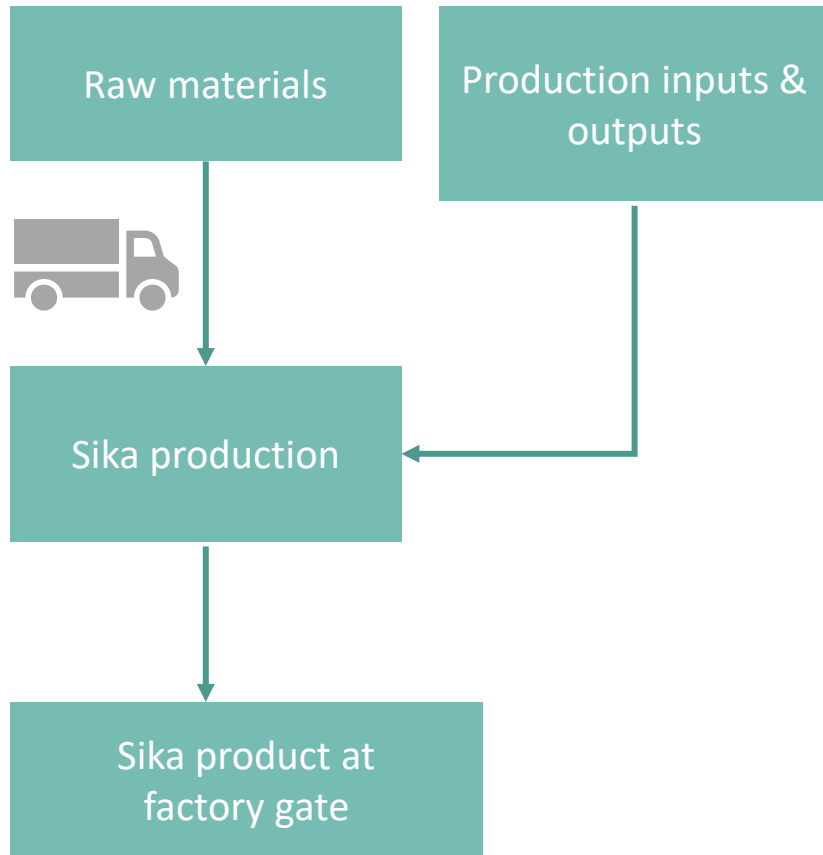 Raw materials
Production inputs &
outputs
Sika production
Sika product at
factory gate